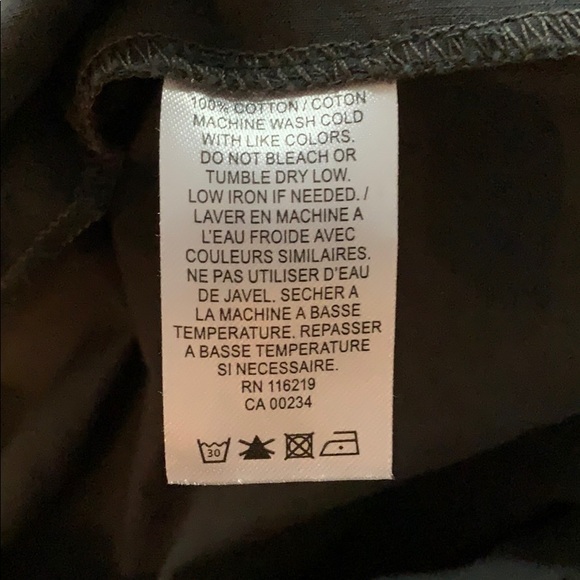 100% COTTON / COTON
MACHINE WASH COLD
WITH LIKE COLORS.
DO NOT BLEACH OR
TUMBLE DRY LOW.
LOW IRON IF NEEDED. /
LAVER EN MACHINE A
L'EAU FROIDE AVEC
COULEURS SIMILAIRES.
NE PAS UTILISER D'EAU
DE JAVEL. SECHER A
LA MACHINE A BASSE
TEMPERATURE. REPASSER
A BASSE TEMPERATURE
SI NECESSAIRE.
RN 116219
CA 00234
30